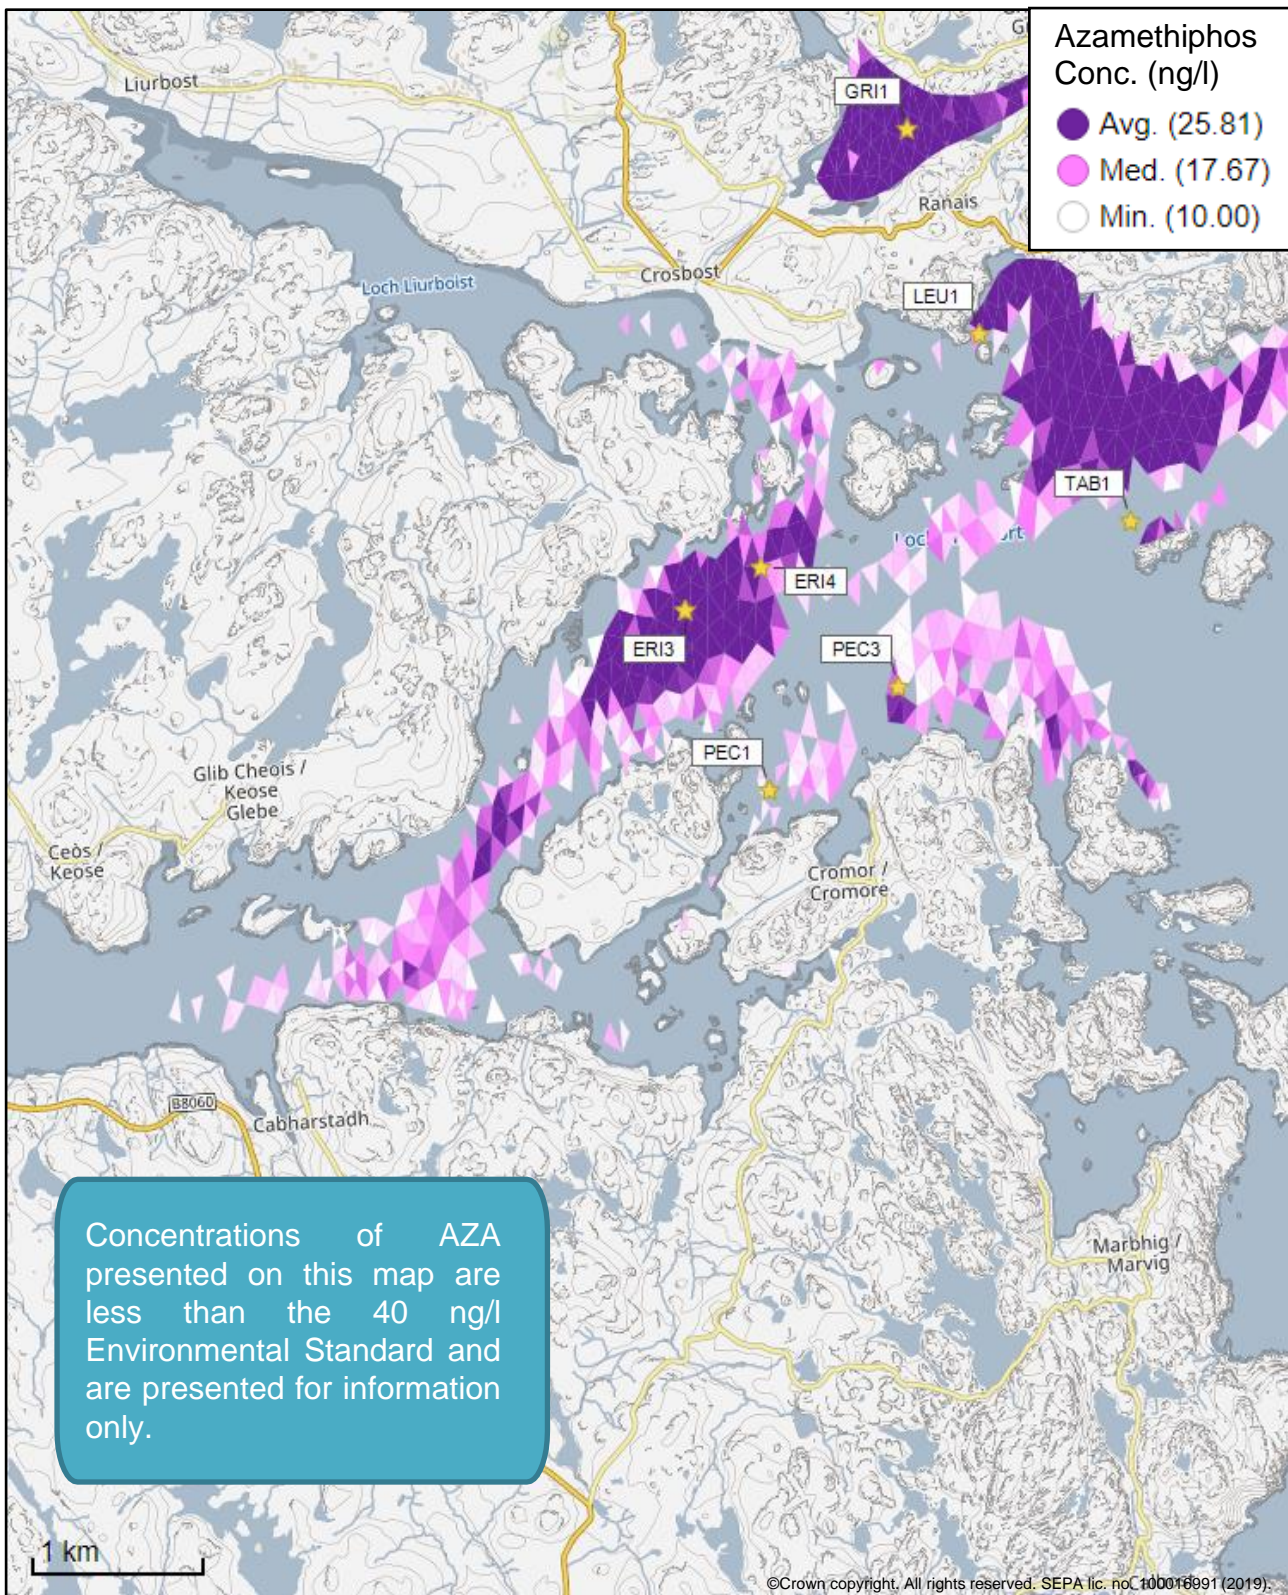 Azamethiphos
Conc. (ng/l)
Avg. (25.81)
Med. (17.67)
Min. (10.00)
Liurbost
GRI1
Ranais
Crosbost
Loch Liurboist
LEU1
TAB1
Loch
ort
ERI4
ERI3
PEC3
PEC1
Glib Cheois /
Keose
Glebe
Ceòs /
Keose
Cromor /
Cromore
B8060
Cabharstadh
Marbhig /
Marvig
Concentrations of AZA
presented on this map are
less than the 40 ng/l
Environmental Standard and
are presented for information
only.
1 km
©Crown copyright. All rights reserved. SEPA lic. no. 100016991 (2019)